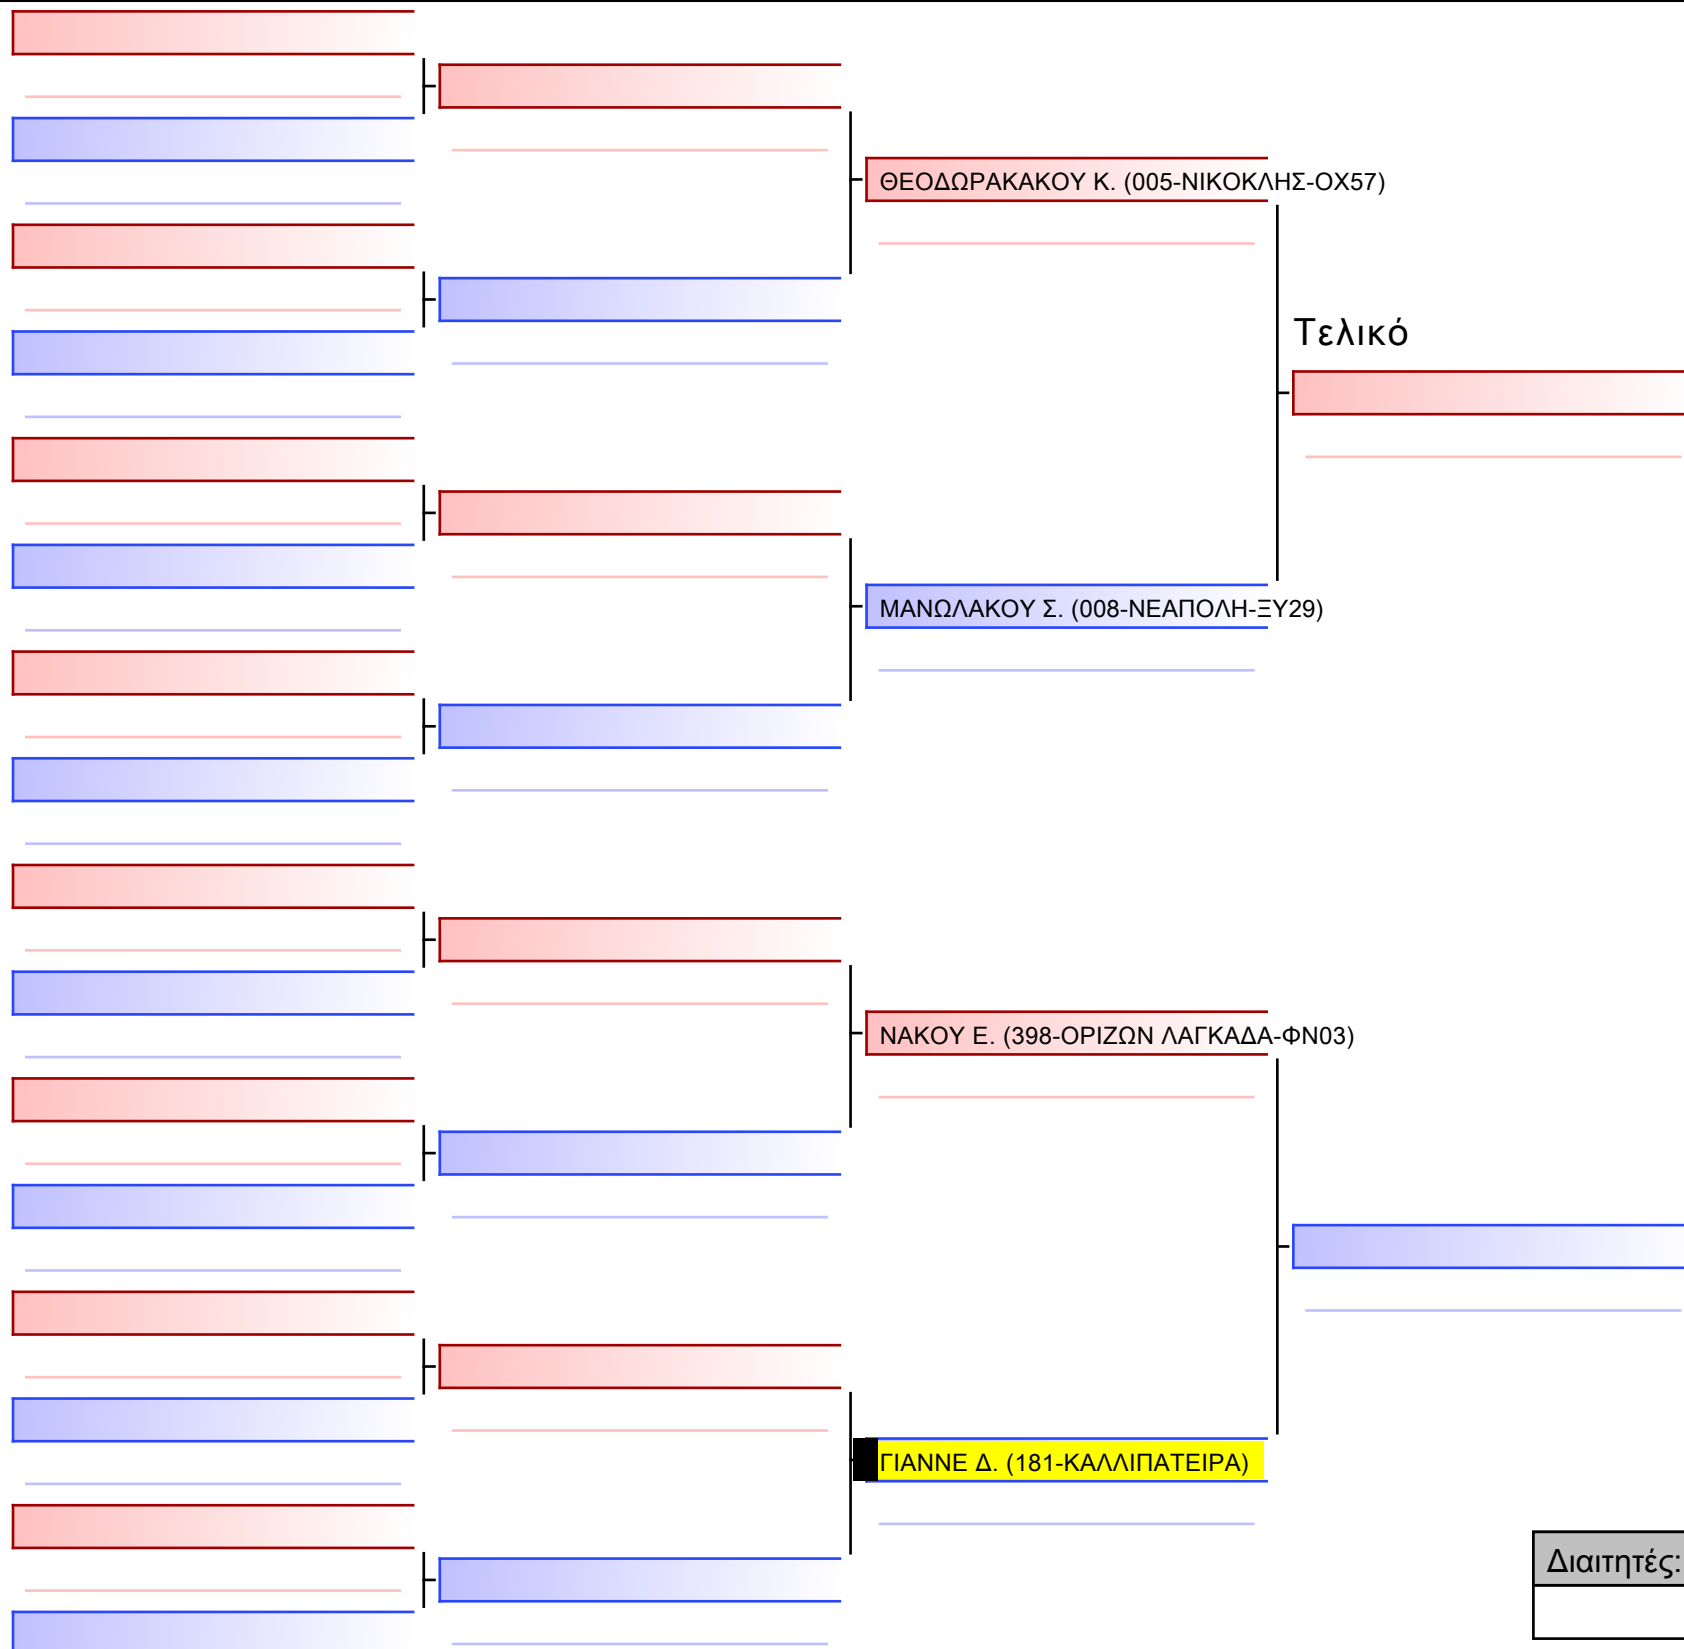 ΘΕΟΔΩΡΑΚΑΚΟΥ Κ. (005-ΝΙΚΟΚΛΗΣ-ΟΧ57)
Τελικό
ΜΑΝΩΛΑΚΟΥ Σ. (008-ΝΕΑΠΟΛΗ-ΞΥ29)
ΝΑΚΟΥ Ε. (398-ΟΡΙΖΩΝ ΛΑΓΚΑΔΑ-ΦΝ03)
ΓΙΑΝΝΕ Δ. (181-ΚΑΛΛΙΠΑΤΕΙΡΑ)
Διαιτητές: